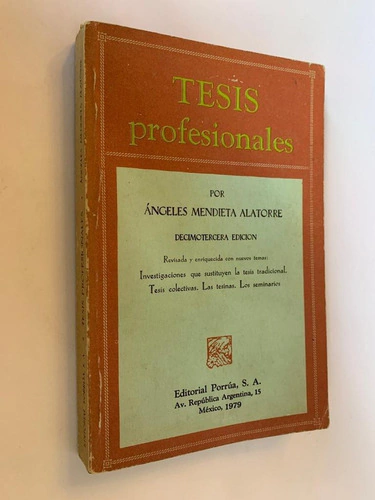 TESIS
profesionales
POR
ÁNGELES MENDIETA ALATORRE
DECIMOTERCERA EDICION
Revisada y enriquecida con nuevos temas:
Investigaciones que sustituyen la tesis tradicional.
Tesis colectivas. Las tesinas. Los seminarios
Editorial Porrúa, S. A.
Av. República Argentina, 15
México, 1979